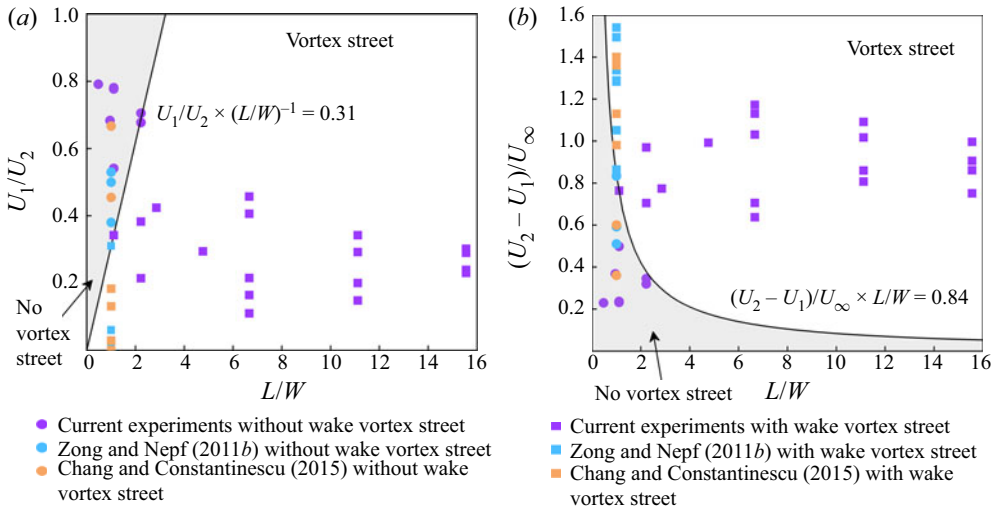 (a)
1.0
0.8
0.6
0.4
0.2
U₁/U₂
Vortex street
U₁/U₂ × (L/W)⁻¹ = 0.31
No
vortex
street
0 2 4 6 8 10 12 14 16
L/W
(b)
1.6
1.4
1.2
1.0
0.8
0.6
0.4
0.2
(U₂ − U₁)/U∞
Vortex street
(U₂ − U₁)/U∞ × L/W = 0.84
0 2 4 6 8 10 12 14 16
No vortex street
L/W
Current experiments without wake vortex street
Zong and Nepf (2011b) without wake vortex street
Chang and Constantinescu (2015) without wake
vortex street
Current experiments with wake vortex street
Zong and Nepf (2011b) with wake vortex street
Chang and Constantinescu (2015) with wake
vortex street